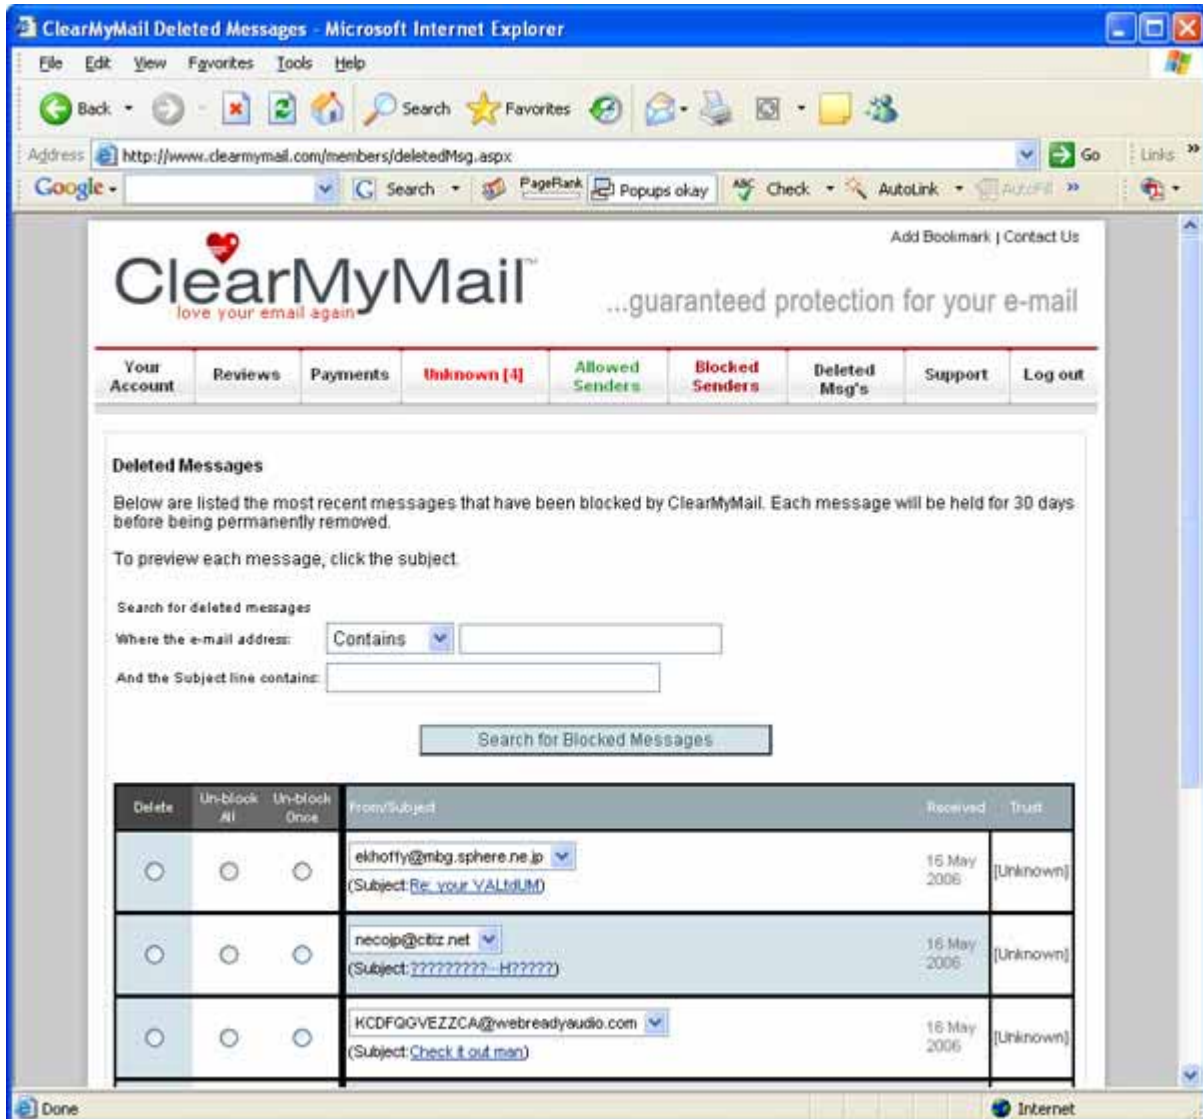 ClearMyMail Deleted Messages - Microsoft Internet Explorer
File Edit View Favorites Tools Help
Back Search Favorites
Address http://www.clearmymail.com/members/deletedMsg.aspx Go Links »
Google Search PageRank Popups okay ABC Check AutoLink AutoFill »
Add Bookmark | Contact Us
ClearMyMail™
love your email again
...guaranteed protection for your e-mail
Your Account Reviews Payments Unknown [4] Allowed Senders Blocked Senders Deleted Msg's Support Log out
Deleted Messages
Below are listed the most recent messages that have been blocked by ClearMyMail. Each message will be held for 30 days
before being permanently removed.
To preview each message, click the subject.
Search for deleted messages
Where the e-mail address: Contains
And the Subject line contains:
Search for Blocked Messages
Delete Un-block All Un-block Once From/Subject Received Trust
ekhoffy@mbg.sphere.ne.jp 16 May 2006 [Unknown]
(Subject:Re: your VALfdUM)
necojp@citiz.net 16 May 2006 [Unknown]
(Subject:?????????--H?????)
KCDFQGVEZZCA@webreadyaudio.com 16 May 2006 [Unknown]
(Subject:Check it out man)
Done Internet